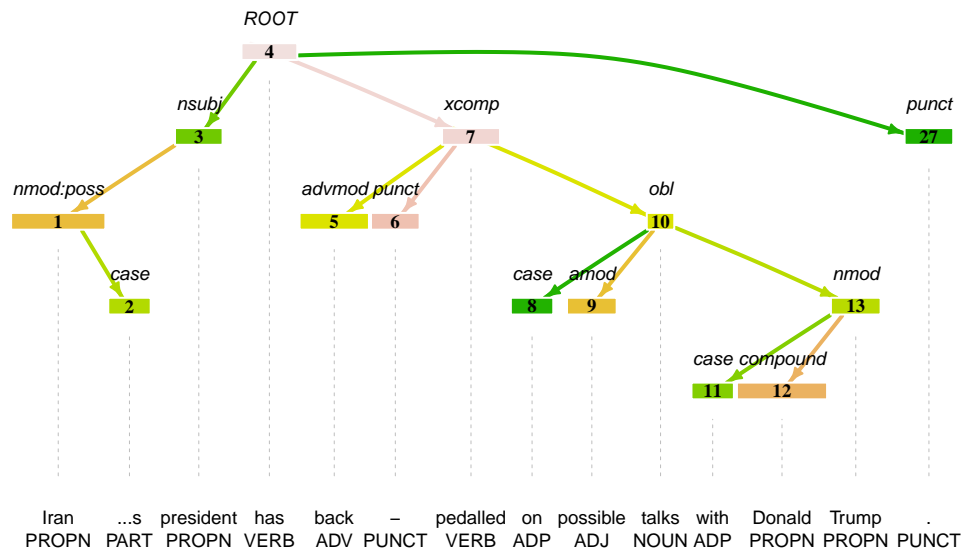 ROOT
4
nsubj xcomp punct
3 7 27
nmod:poss advmod punct obl
1 5 6 10
case case amod nmod
2 8 9 13
case compound
11 12
Iran ...s president has back – pedalled on possible talks with Donald Trump .
PROPN PART PROPN VERB ADV PUNCT VERB ADP ADJ NOUN ADP PROPN PROPN PUNCT